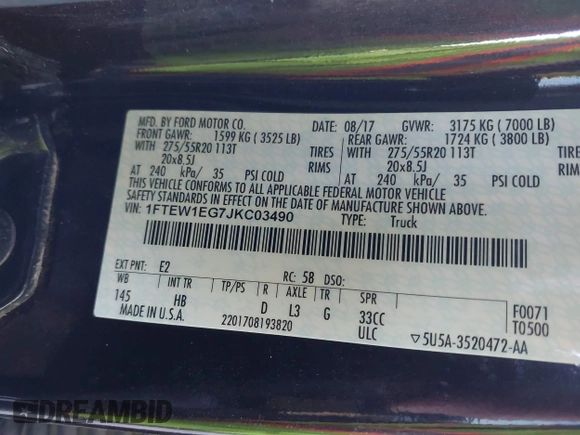 MFD. BY FORD MOTOR CO.
DATE: 08/17 GVWR: 3175 KG ( 7000 LB)
FRONT GAWR: 1599 KG ( 3525 LB) REAR GAWR: 1724 KG ( 3800 LB)
WITH 275/55R20 113T TIRES WITH 275/55R20 113T TIRES
20x8.5J RIMS 20x8.5J RIMS
AT 240 kPa/ 35 PSI COLD AT 240 kPa/ 35 PSI COLD
THIS VEHICLE CONFORMS TO ALL APPLICABLE FEDERAL MOTOR VEHICLE
SAFETY STANDARDS IN EFFECT ON THE DATE OF MANUFACTURE SHOWN ABOVE.
VIN: 1FTEW1EG7JKC03490 TYPE: Truck
EXT PNT: E2 RC: 58 DSO:
WB INT TR TP/PS R AXLE TR SPR
145 HB D L3 G 33CC F0071
MADE IN U.S.A. 2201708193820 ULC T0500
▽5U5A-3520472-AA
DREAMBID